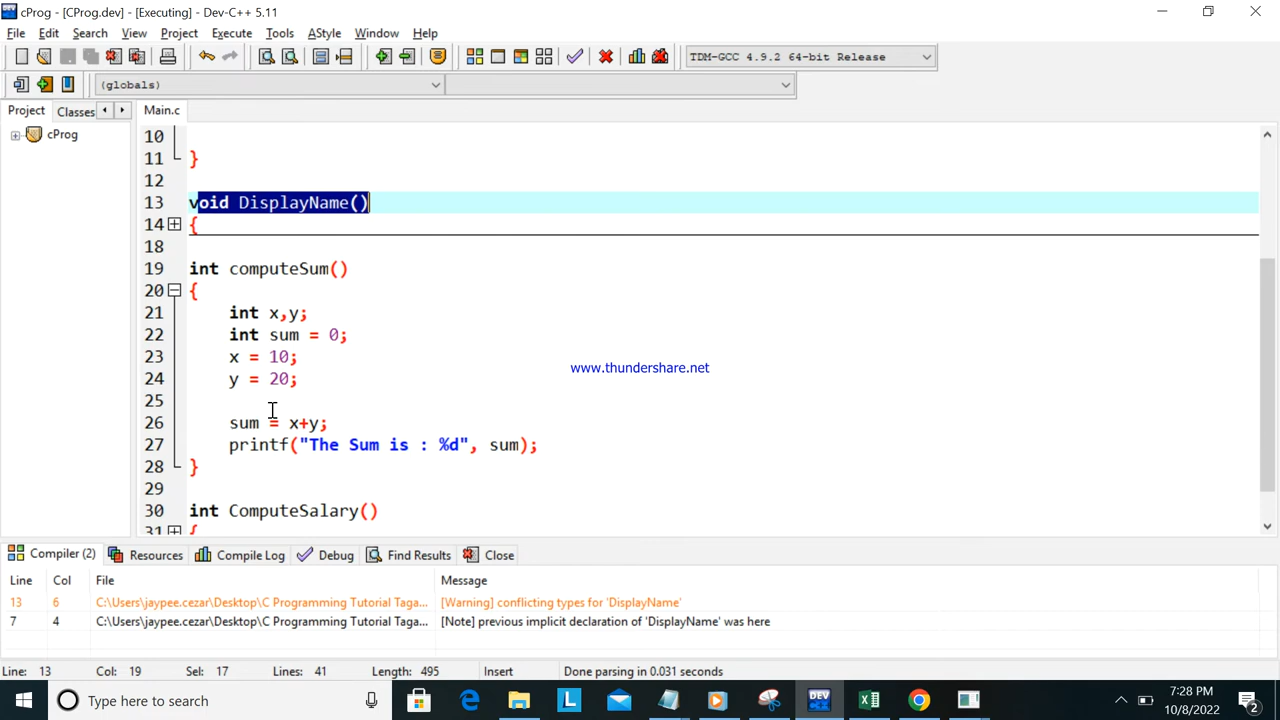 cProg - [CProg.dev] - [Executing] - Dev-C++ 5.11
File Edit Search View Project Execute Tools AStyle Window Help
TDM-GCC 4.9.2 64-bit Release
(globals)
Project Classes Main.c
cProg
10
11 }
12
13 void DisplayName()
14 {
18
19 int computeSum()
20 {
21 int x,y;
22 int sum = 0;
23 x = 10;
24 y = 20;
25
26 sum = x+y;
27 printf("The Sum is : %d", sum);
28 }
29
30 int ComputeSalary()
31 {
www.thundershare.net
Compiler (2) Resources Compile Log Debug Find Results Close
Line Col File Message
13 6 C:\Users\jaypee.cezar\Desktop\C Programming Tutorial Taga... [Warning] conflicting types for 'DisplayName'
7 4 C:\Users\jaypee.cezar\Desktop\C Programming Tutorial Taga... [Note] previous implicit declaration of 'DisplayName' was here
Line: 13 Col: 19 Sel: 17 Lines: 41 Length: 495 Insert Done parsing in 0.031 seconds
Type here to search
L
DEV
7:28 PM
10/8/2022
2